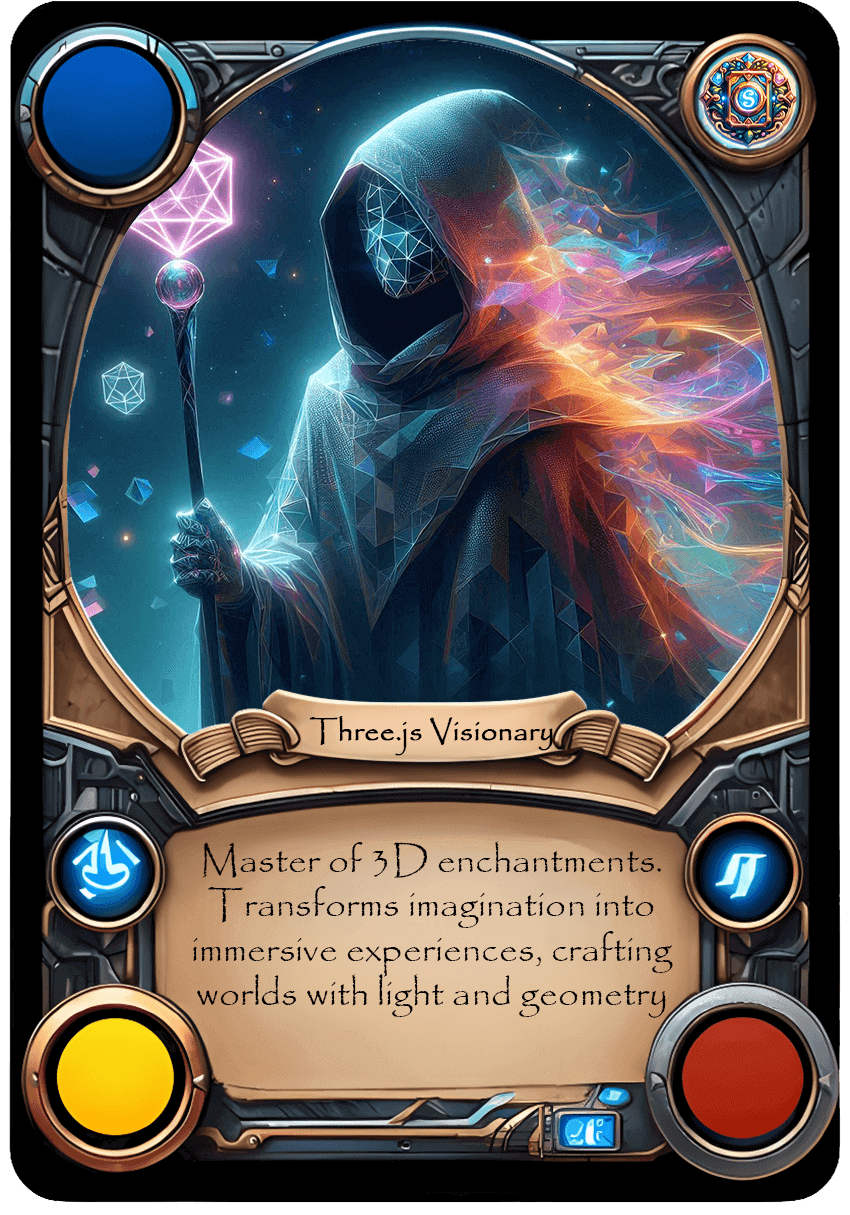 S
Three.js Visionary
Master of 3D enchantments.
Transforms imagination into
immersive experiences, crafting
worlds with light and geometry